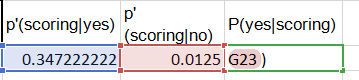 p'(scoring|yes) p'(scoring|no) P(yes|scoring)
0.347222222 0.0125 G23 )